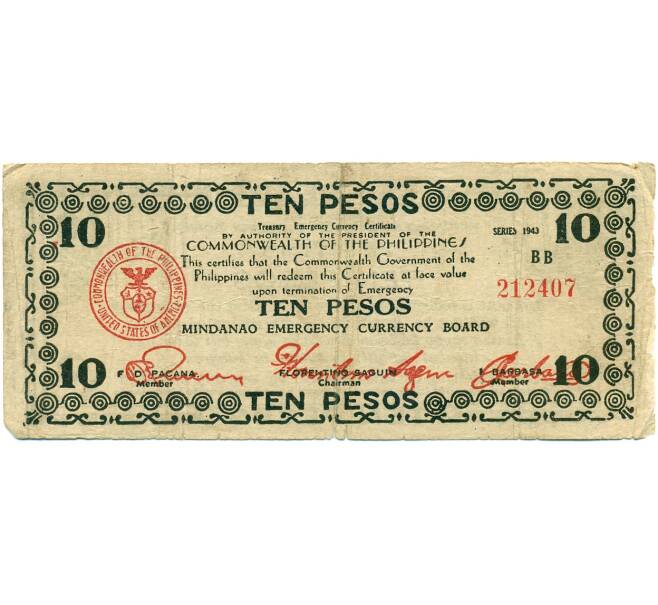 TEN PESOS
10
10
Treasury Emergency Currency Certificate
BY AUTHORITY OF THE PRESIDENT OF THE
COMMONWEALTH OF THE PHILIPPINES
SERIES 1943
BB
212407
This certifies that the Commonwealth Government of the
Philippines will redeem this Certificate at face value
upon termination of Emergency
TEN PESOS
MINDANAO EMERGENCY CURRENCY BOARD
COMMONWEALTH OF THE PHILIPPINES
UNITED STATES OF AMERICA
10
F D. PACANA
Member
FLORENTINO SAGUIN
Chairman
I. BARBASA
Member
10
TEN PESOS